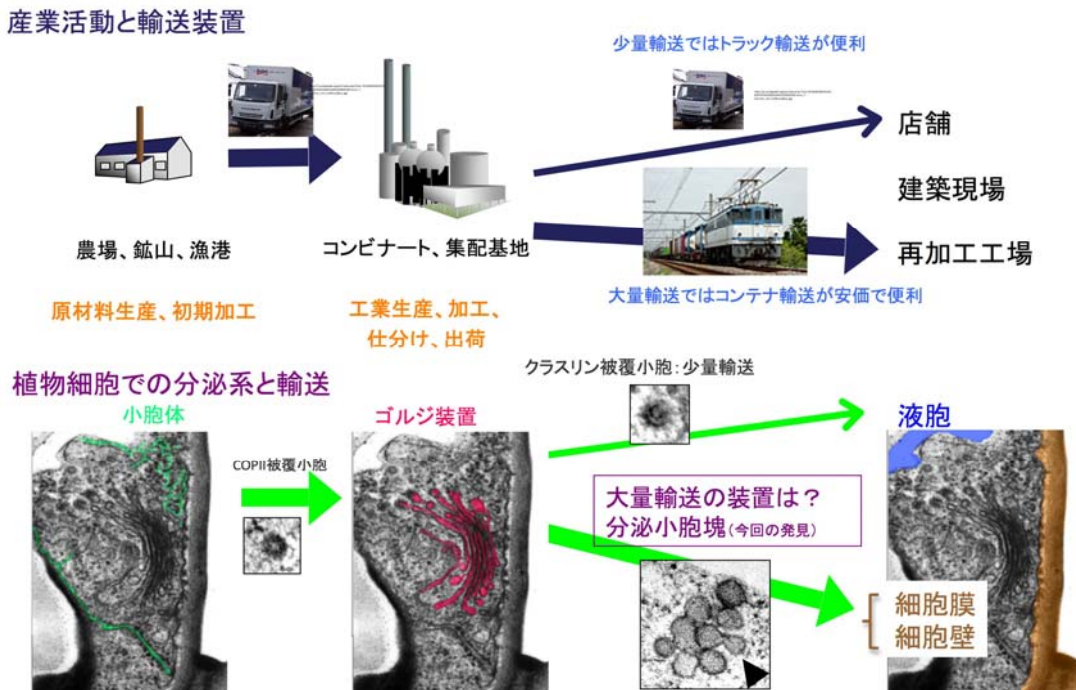 産業活動と輸送装置
少量輸送ではトラック輸送が便利
店舗
建築現場
再加工工場
農場、鉱山、漁港
コンビナート、集配基地
大量輸送ではコンテナ輸送が安価で便利
原材料生産、初期加工
工業生産、加工、
仕分け、出荷
植物細胞での分泌系と輸送
クラスリン被覆小胞：少量輸送
小胞体
ゴルジ装置
液胞
COPII被覆小胞
大量輸送の装置は？
分泌小胞塊(今回の発見)
細胞膜
細胞壁